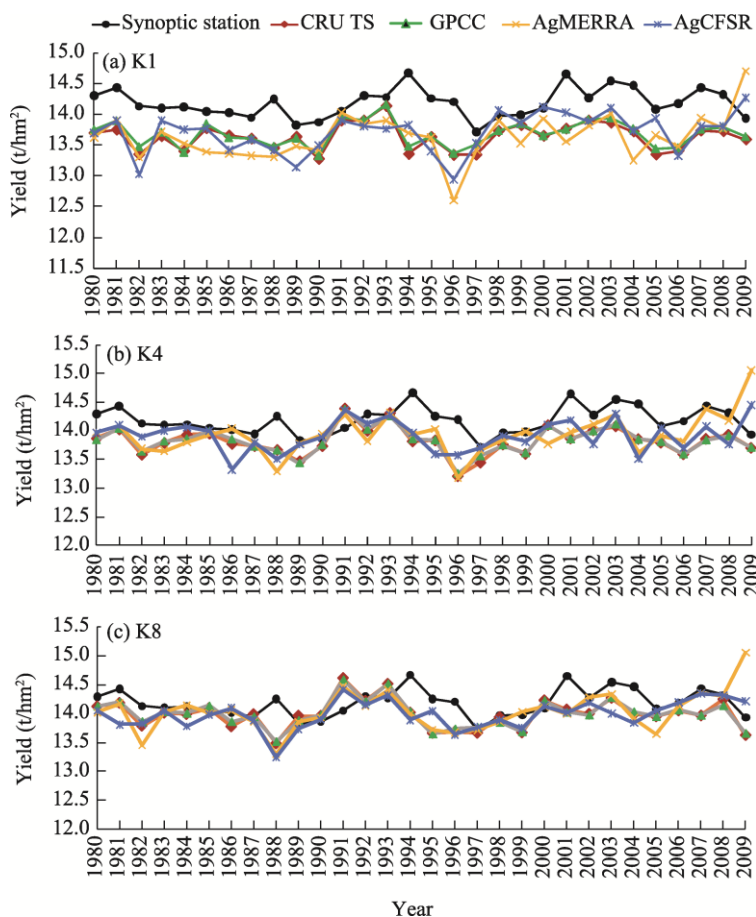 Synoptic station CRU TS GPCC AgMERRA AgCFSR
(a) K1
15.0
14.5
14.0
13.5
13.0
12.5
12.0
11.5
Yield (t/hm²)
1980 1981 1982 1983 1984 1985 1986 1987 1988 1989 1990 1991 1992 1993 1994 1995 1996 1997 1998 1999 2000 2001 2002 2003 2004 2005 2006 2007 2008 2009
(b) K4
15.5
15.0
14.5
14.0
13.5
13.0
12.5
12.0
Yield (t/hm²)
1980 1981 1982 1983 1984 1985 1986 1987 1988 1989 1990 1991 1992 1993 1994 1995 1996 1997 1998 1999 2000 2001 2002 2003 2004 2005 2006 2007 2008 2009
(c) K8
15.5
15.0
14.5
14.0
13.5
13.0
12.5
12.0
Yield (t/hm²)
1980 1981 1982 1983 1984 1985 1986 1987 1988 1989 1990 1991 1992 1993 1994 1995 1996 1997 1998 1999 2000 2001 2002 2003 2004 2005 2006 2007 2008 2009
Year